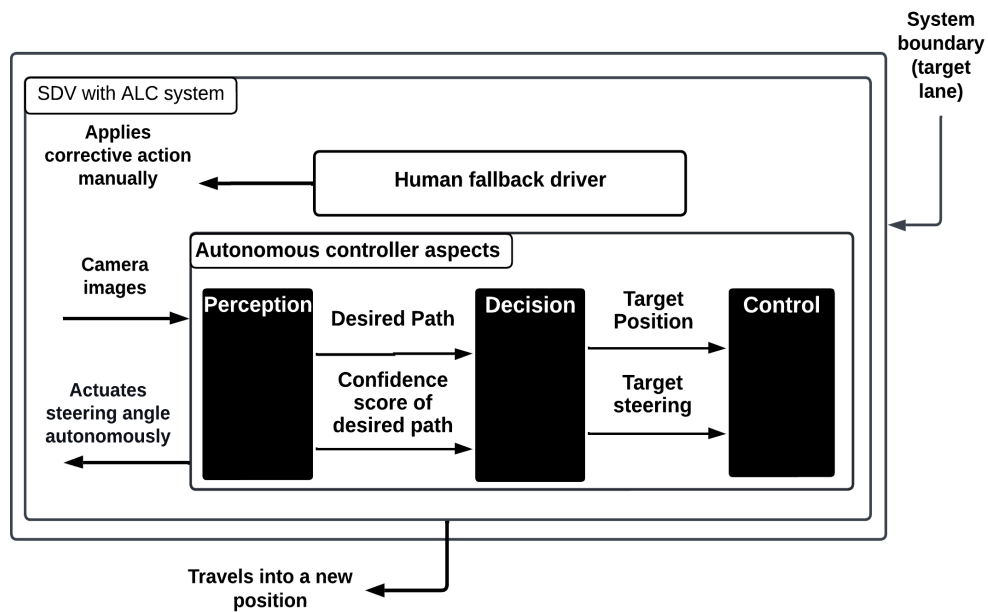 System
boundary
(target
lane)
SDV with ALC system
Applies
corrective action
manually
Human fallback driver
Autonomous controller aspects
Camera
images
Perception
Desired Path
Confidence
score of
desired path
Decision
Target
Position
Target
steering
Control
Actuates
steering angle
autonomously
Travels into a new
position